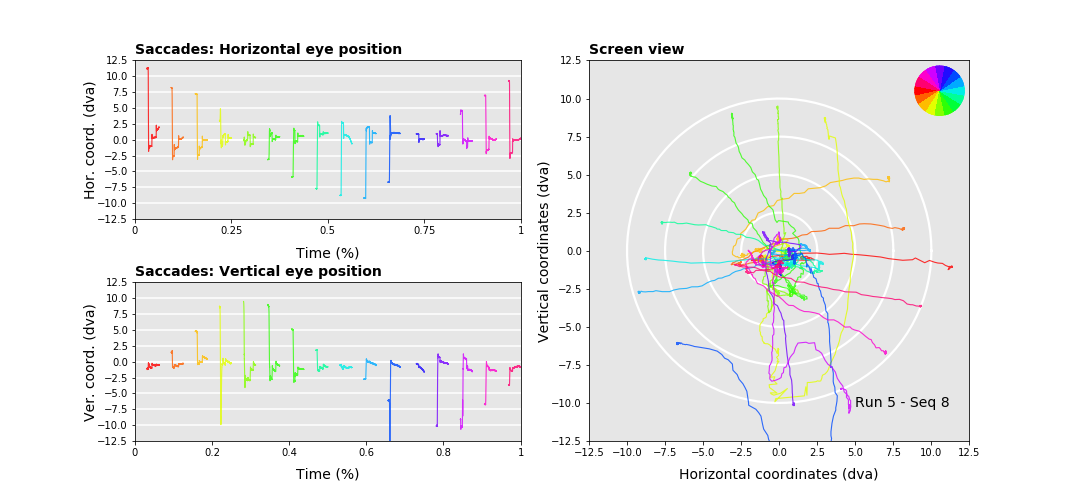 Saccades: Horizontal eye position
Hor. coord. (dva)
12.5
10.0
7.5
5.0
2.5
0.0
−2.5
−5.0
−7.5
−10.0
−12.5
0 0.25 0.5 0.75 1
Time (%)
Saccades: Vertical eye position
Ver. coord. (dva)
12.5
10.0
7.5
5.0
2.5
0.0
−2.5
−5.0
−7.5
−10.0
−12.5
0 0.2 0.4 0.6 0.8 1
Time (%)
Screen view
Vertical coordinates (dva)
12.5
10.0
7.5
5.0
2.5
0.0
−2.5
−5.0
−7.5
−10.0
−12.5
Run 5 - Seq 8
−12.5 −10.0 −7.5 −5.0 −2.5 0.0 2.5 5.0 7.5 10.0 12.5
Horizontal coordinates (dva)